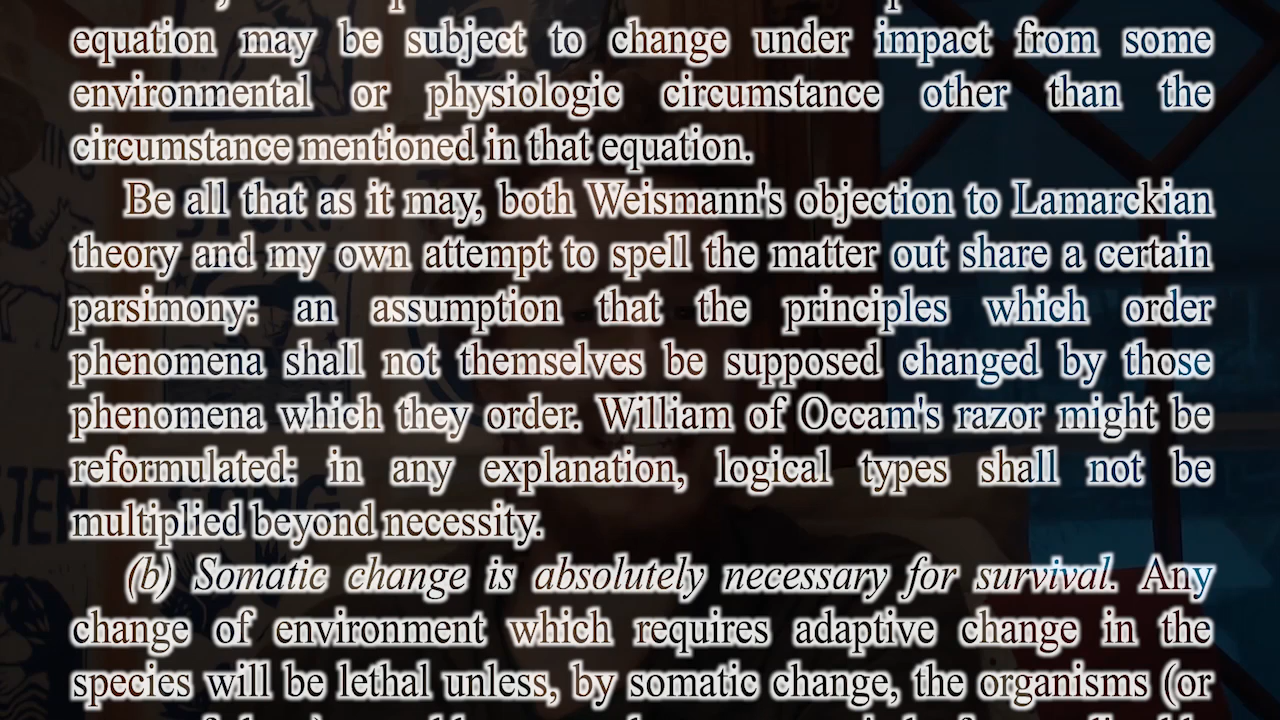 equation may be subject to change under impact from some
environmental or physiologic circumstance other than the
circumstance mentioned in that equation.
Be all that as it may, both Weismann's objection to Lamarckian
theory and my own attempt to spell the matter out share a certain
parsimony: an assumption that the principles which order
phenomena shall not themselves be supposed changed by those
phenomena which they order. William of Occam's razor might be
reformulated: in any explanation, logical types shall not be
multiplied beyond necessity.
(b) Somatic change is absolutely necessary for survival. Any
change of environment which requires adaptive change in the
species will be lethal unless, by somatic change, the organisms (or